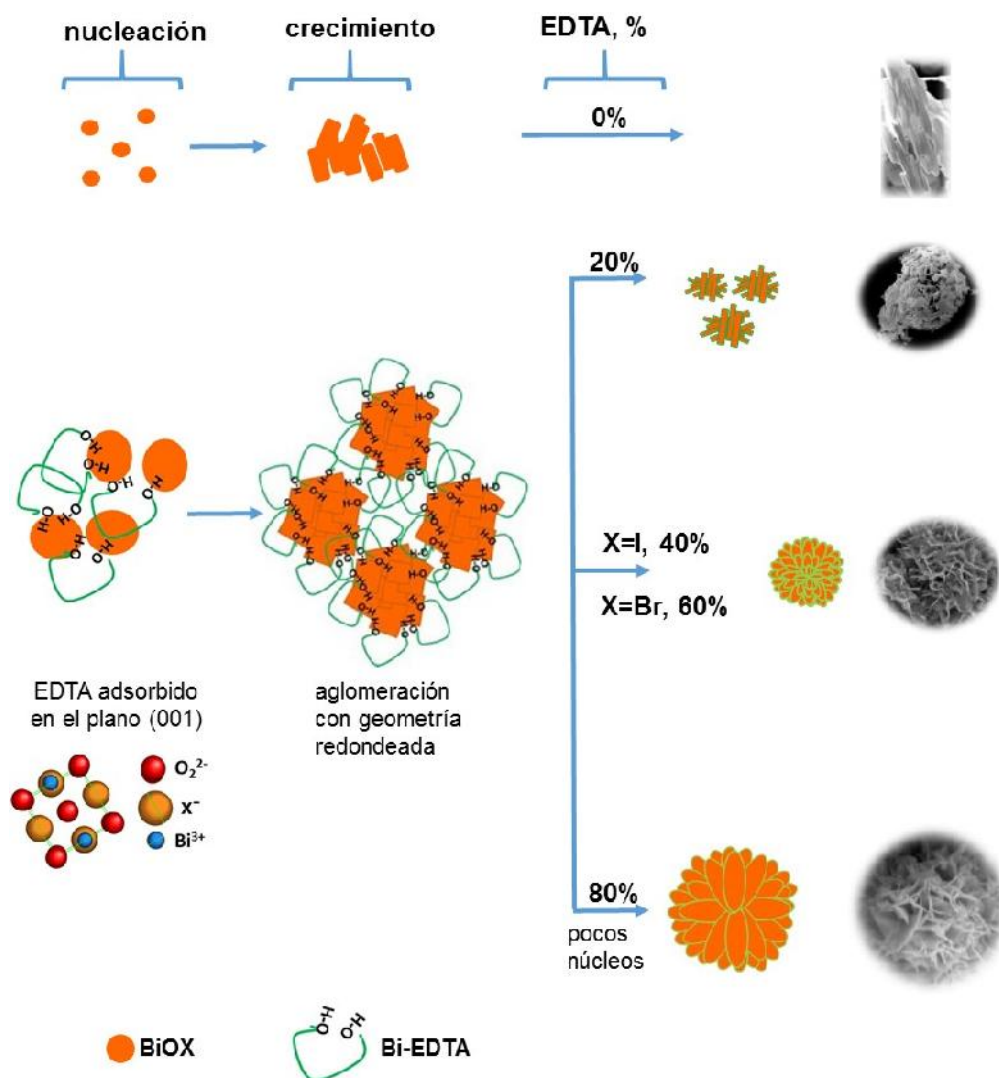 nucleación
crecimiento
EDTA, %
0%
20%
X=I, 40%
X=Br, 60%
80%
pocos
núcleos
EDTA adsorbido
en el plano (001)
aglomeración
con geometría
redondeada
O₂²⁻
X⁻
Bi³⁺
BiOX
O-H
O-H
Bi-EDTA